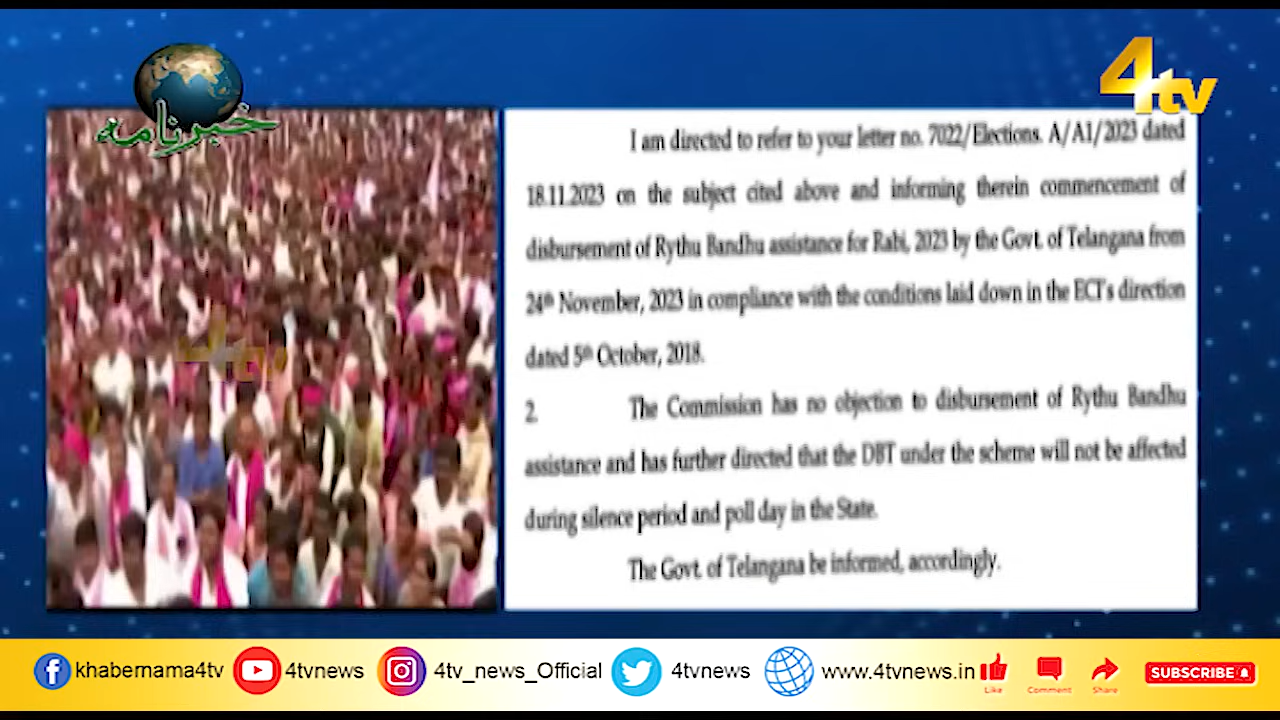 خبرنامه
4tv
I am directed to refer to your letter no. 7022/Elections. A/A1/2023 dated
18.11.2023 on the subject cited above and informing therein commencement of
disbursement of Rythu Bandhu assistance for Rabi, 2023 by the Govt. of Telangana from
24th November, 2023 in compliance with the conditions laid down in the ECI's direction
dated 5th October, 2018.
2. The Commission has no objection to disbursement of Rythu Bandhu
assistance and has further directed that the DBT under the scheme will not be affected
during silence period and poll day in the State.
The Govt. of Telangana be informed, accordingly.
4tv
khabernama4tv 4tvnews 4tv_news_Official 4tvnews www.4tvnews.in SUBSCRIBE
Like Comment Share